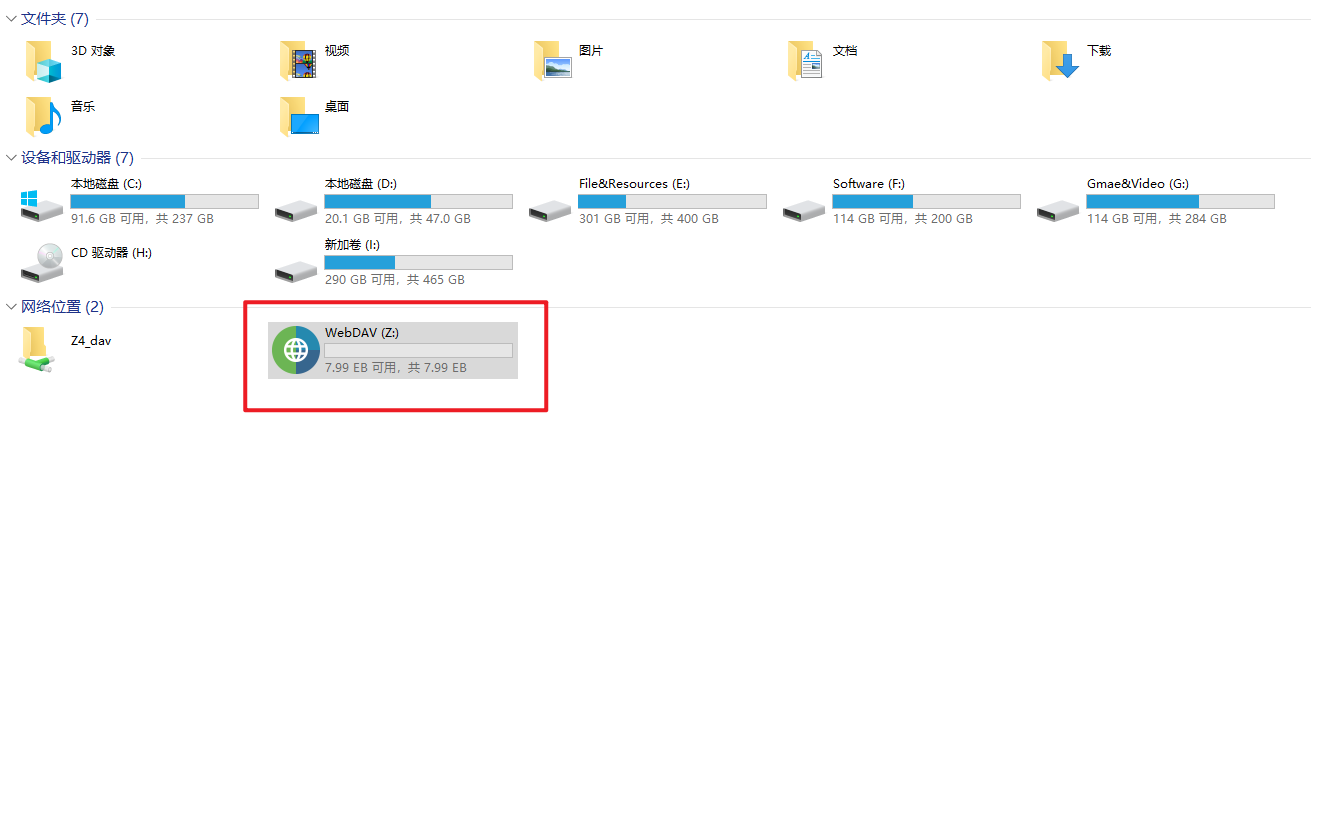 文件夹 (7)
3D 对象
视频
图片
文档
下载
音乐
桌面
设备和驱动器 (7)
本地磁盘 (C:)
91.6 GB 可用，共 237 GB
本地磁盘 (D:)
20.1 GB 可用，共 47.0 GB
File&Resources (E:)
301 GB 可用，共 400 GB
Software (F:)
114 GB 可用，共 200 GB
Gmae&Video (G:)
114 GB 可用，共 284 GB
CD 驱动器 (H:)
新加卷 (I:)
290 GB 可用，共 465 GB
网络位置 (2)
Z4_dav
WebDAV (Z:)
7.99 EB 可用，共 7.99 EB